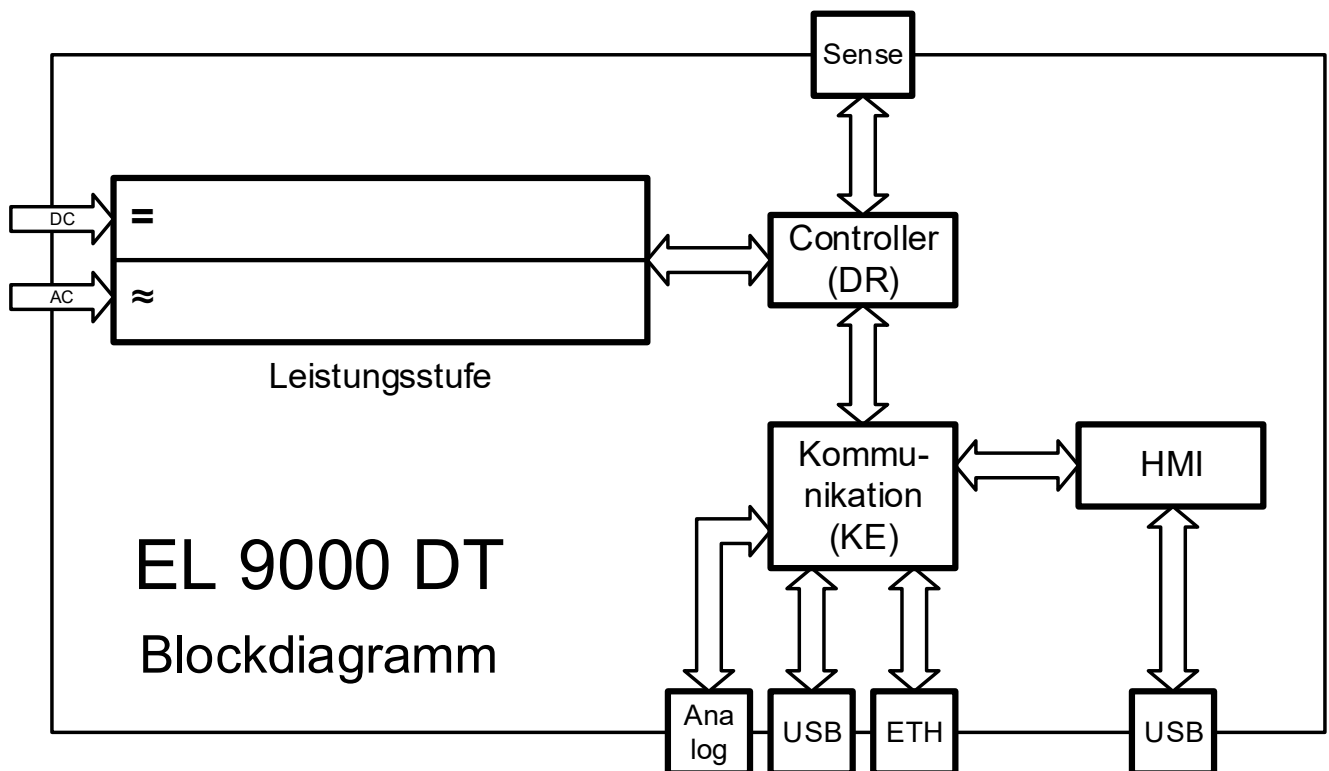 Sense
DC
=
Controller
(DR)
AC
≈
Leistungsstufe
Kommu-
nikation
(KE)
HMI
EL 9000 DT
Blockdiagramm
Ana
log
USB
ETH
USB